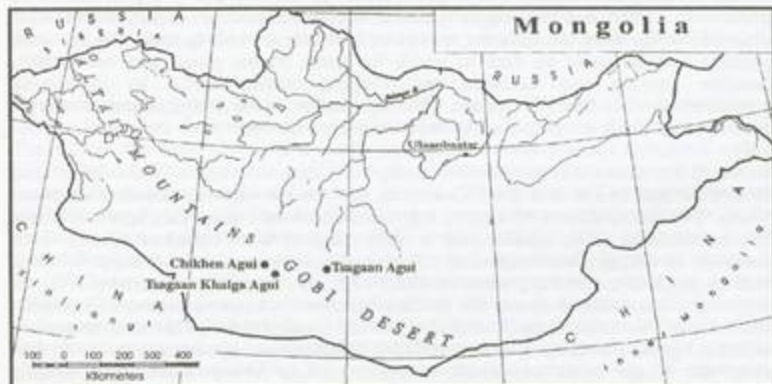 Mongolia
RUSSIA
RUSSIA
ALTAI
MOUNTAINS
Ulaanbaatar
GOBI DESERT
Chikhen Agui
Tsagaan Agui
Tsagaan Khalga Agui
CHINA
CHINA
Inner Mongolia
100 0 100 200 300 400
Kilometers